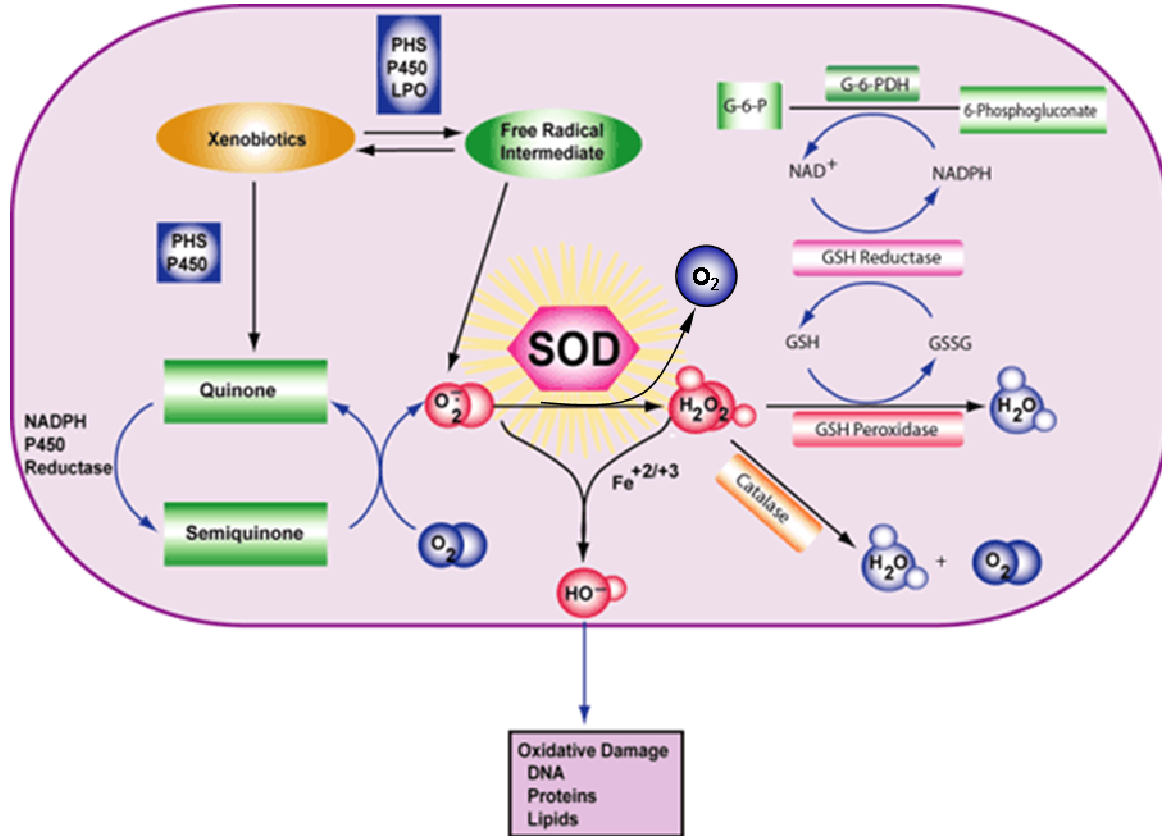 PHS
P450
LPO
Xenobiotics
Free Radical
Intermediate
G-6-P
G-6-PDH
6-Phosphogluconate
NAD+
NADPH
PHS
P450
GSH Reductase
O2
SOD
GSH
GSSG
Quinone
O2·−
H2O2
H2O
GSH Peroxidase
NADPH
P450
Reductase
Fe+2/+3
Catalase
Semiquinone
O2
H2O
+
O2
HO−
Oxidative Damage
DNA
Proteins
Lipids